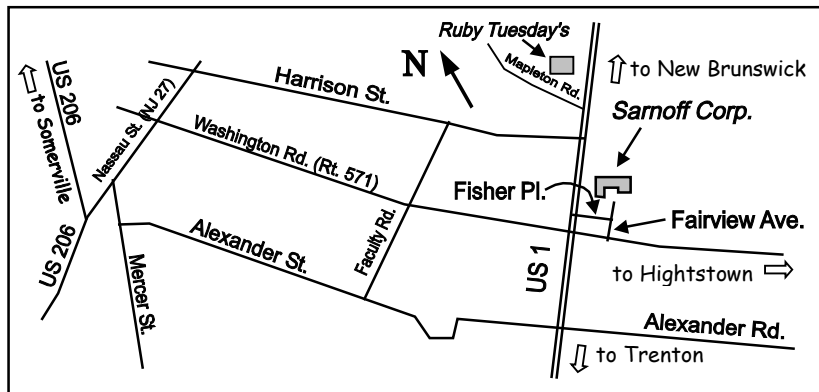 Ruby Tuesday's
Mapleton Rd.
N
to New Brunswick
US 206
to Somerville
Nassau St. (NJ 27)
Harrison St.
Sarnoff Corp.
Washington Rd. (Rt. 571)
Fisher Pl.
Fairview Ave.
Faculty Rd.
Alexander St.
US 206
Mercer St.
US 1
to Hightstown
Alexander Rd.
to Trenton